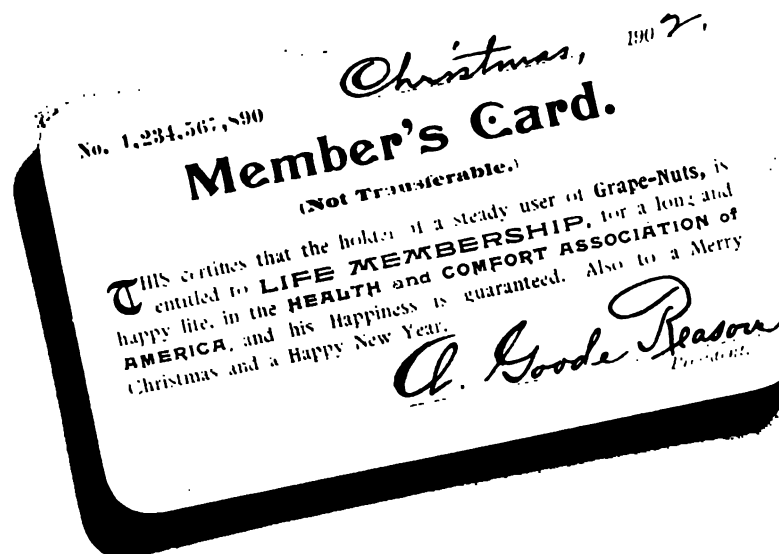 Christmas, 1902.
No. 1,234,567,890
Member's Card.
(Not Transferable.)
THIS certifies that the holder of a steady user of Grape-Nuts, is
entitled to LIFE MEMBERSHIP, for a long and
happy life, in the HEALTH and COMFORT ASSOCIATION of
AMERICA, and his Happiness is guaranteed. Also to a Merry
Christmas and a Happy New Year.
A. Goode Reason
President.